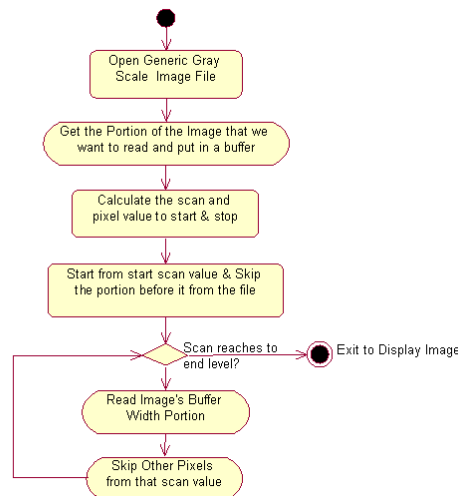 Open Generic Gray
Scale Image File
Get the Portion of the Image that we
want to read and put in a buffer
Calculate the scan and
pixel value to start & stop
Start from start scan value & Skip
the portion before it from the file
Scan reaches to
end level?
Exit to Display Image
Read Image's Buffer
Width Portion
Skip Other Pixels
from that scan value